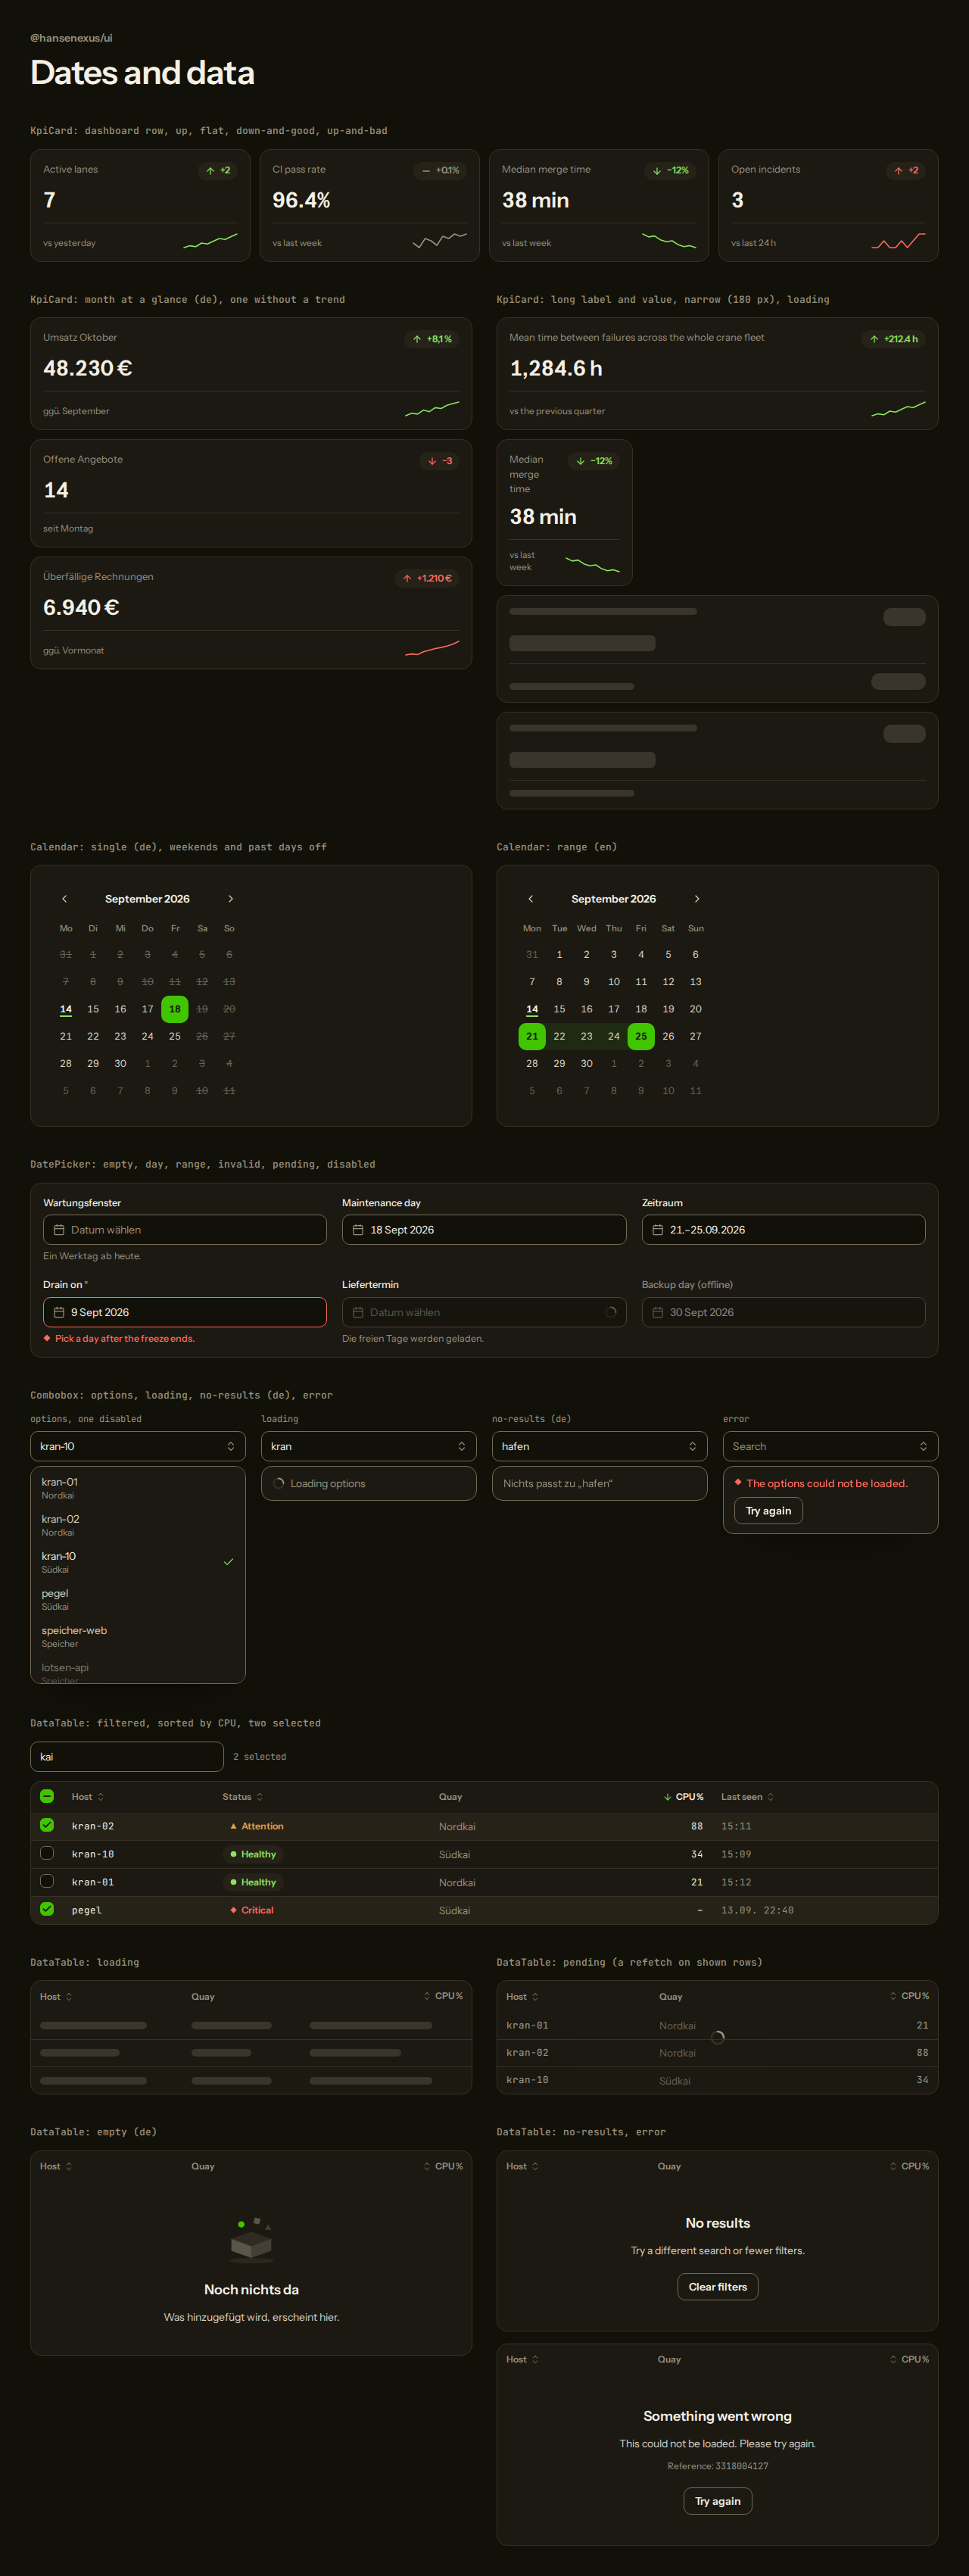 @hansenexus/ui
Dates and data
KpiCard: dashboard row, up, flat, down-and-good, up-and-bad
Active lanes
+2
7
vs yesterday
CI pass rate
+0.1%
96.4%
vs last week
Median merge time
−12%
38 min
vs last week
Open incidents
+2
3
vs last 24 h
KpiCard: month at a glance (de), one without a trend
Umsatz Oktober
+8,1 %
48.230 €
ggü. September
Offene Angebote
−3
14
seit Montag
Überfällige Rechnungen
+1.210 €
6.940 €
ggü. Vormonat
KpiCard: long label and value, narrow (180 px), loading
Mean time between failures across the whole crane fleet
+212.4 h
1,284.6 h
vs the previous quarter
Median
merge
time
−12%
38 min
vs last
week
Calendar: single (de), weekends and past days off
September 2026
Mo Di Mi Do Fr Sa So
31 1 2 3 4 5 6
7 8 9 10 11 12 13
14 15 16 17 18 19 20
21 22 23 24 25 26 27
28 29 30 1 2 3 4
5 6 7 8 9 10 11
Calendar: range (en)
September 2026
Mon Tue Wed Thu Fri Sat Sun
31 1 2 3 4 5 6
7 8 9 10 11 12 13
14 15 16 17 18 19 20
21 22 23 24 25 26 27
28 29 30 1 2 3 4
5 6 7 8 9 10 11
DatePicker: empty, day, range, invalid, pending, disabled
Wartungsfenster
Datum wählen
Ein Werktag ab heute.
Maintenance day
18 Sept 2026
Zeitraum
21.–25.09.2026
Drain on *
9 Sept 2026
Pick a day after the freeze ends.
Liefertermin
Datum wählen
Die freien Tage werden geladen.
Backup day (offline)
30 Sept 2026
Combobox: options, loading, no-results (de), error
options, one disabled
kran-10
kran-01
Nordkai
kran-02
Nordkai
kran-10
Südkai
pegel
Südkai
speicher-web
Speicher
lotsen-api
Speicher
loading
kran
Loading options
no-results (de)
hafen
Nichts passt zu „hafen“
error
Search
The options could not be loaded.
Try again
DataTable: filtered, sorted by CPU, two selected
kai
2 selected
Host Status Quay CPU % Last seen
kran-02 Attention Nordkai 88 15:11
kran-10 Healthy Südkai 34 15:09
kran-01 Healthy Nordkai 21 15:12
pegel Critical Südkai – 13.09. 22:40
DataTable: loading
Host Quay CPU %
DataTable: pending (a refetch on shown rows)
Host Quay CPU %
kran-01 Nordkai 21
kran-02 Nordkai 88
kran-10 Südkai 34
DataTable: empty (de)
Host Quay CPU %
Noch nichts da
Was hinzugefügt wird, erscheint hier.
DataTable: no-results, error
Host Quay CPU %
No results
Try a different search or fewer filters.
Clear filters
Host Quay CPU %
Something went wrong
This could not be loaded. Please try again.
Reference: 3318004127
Try again